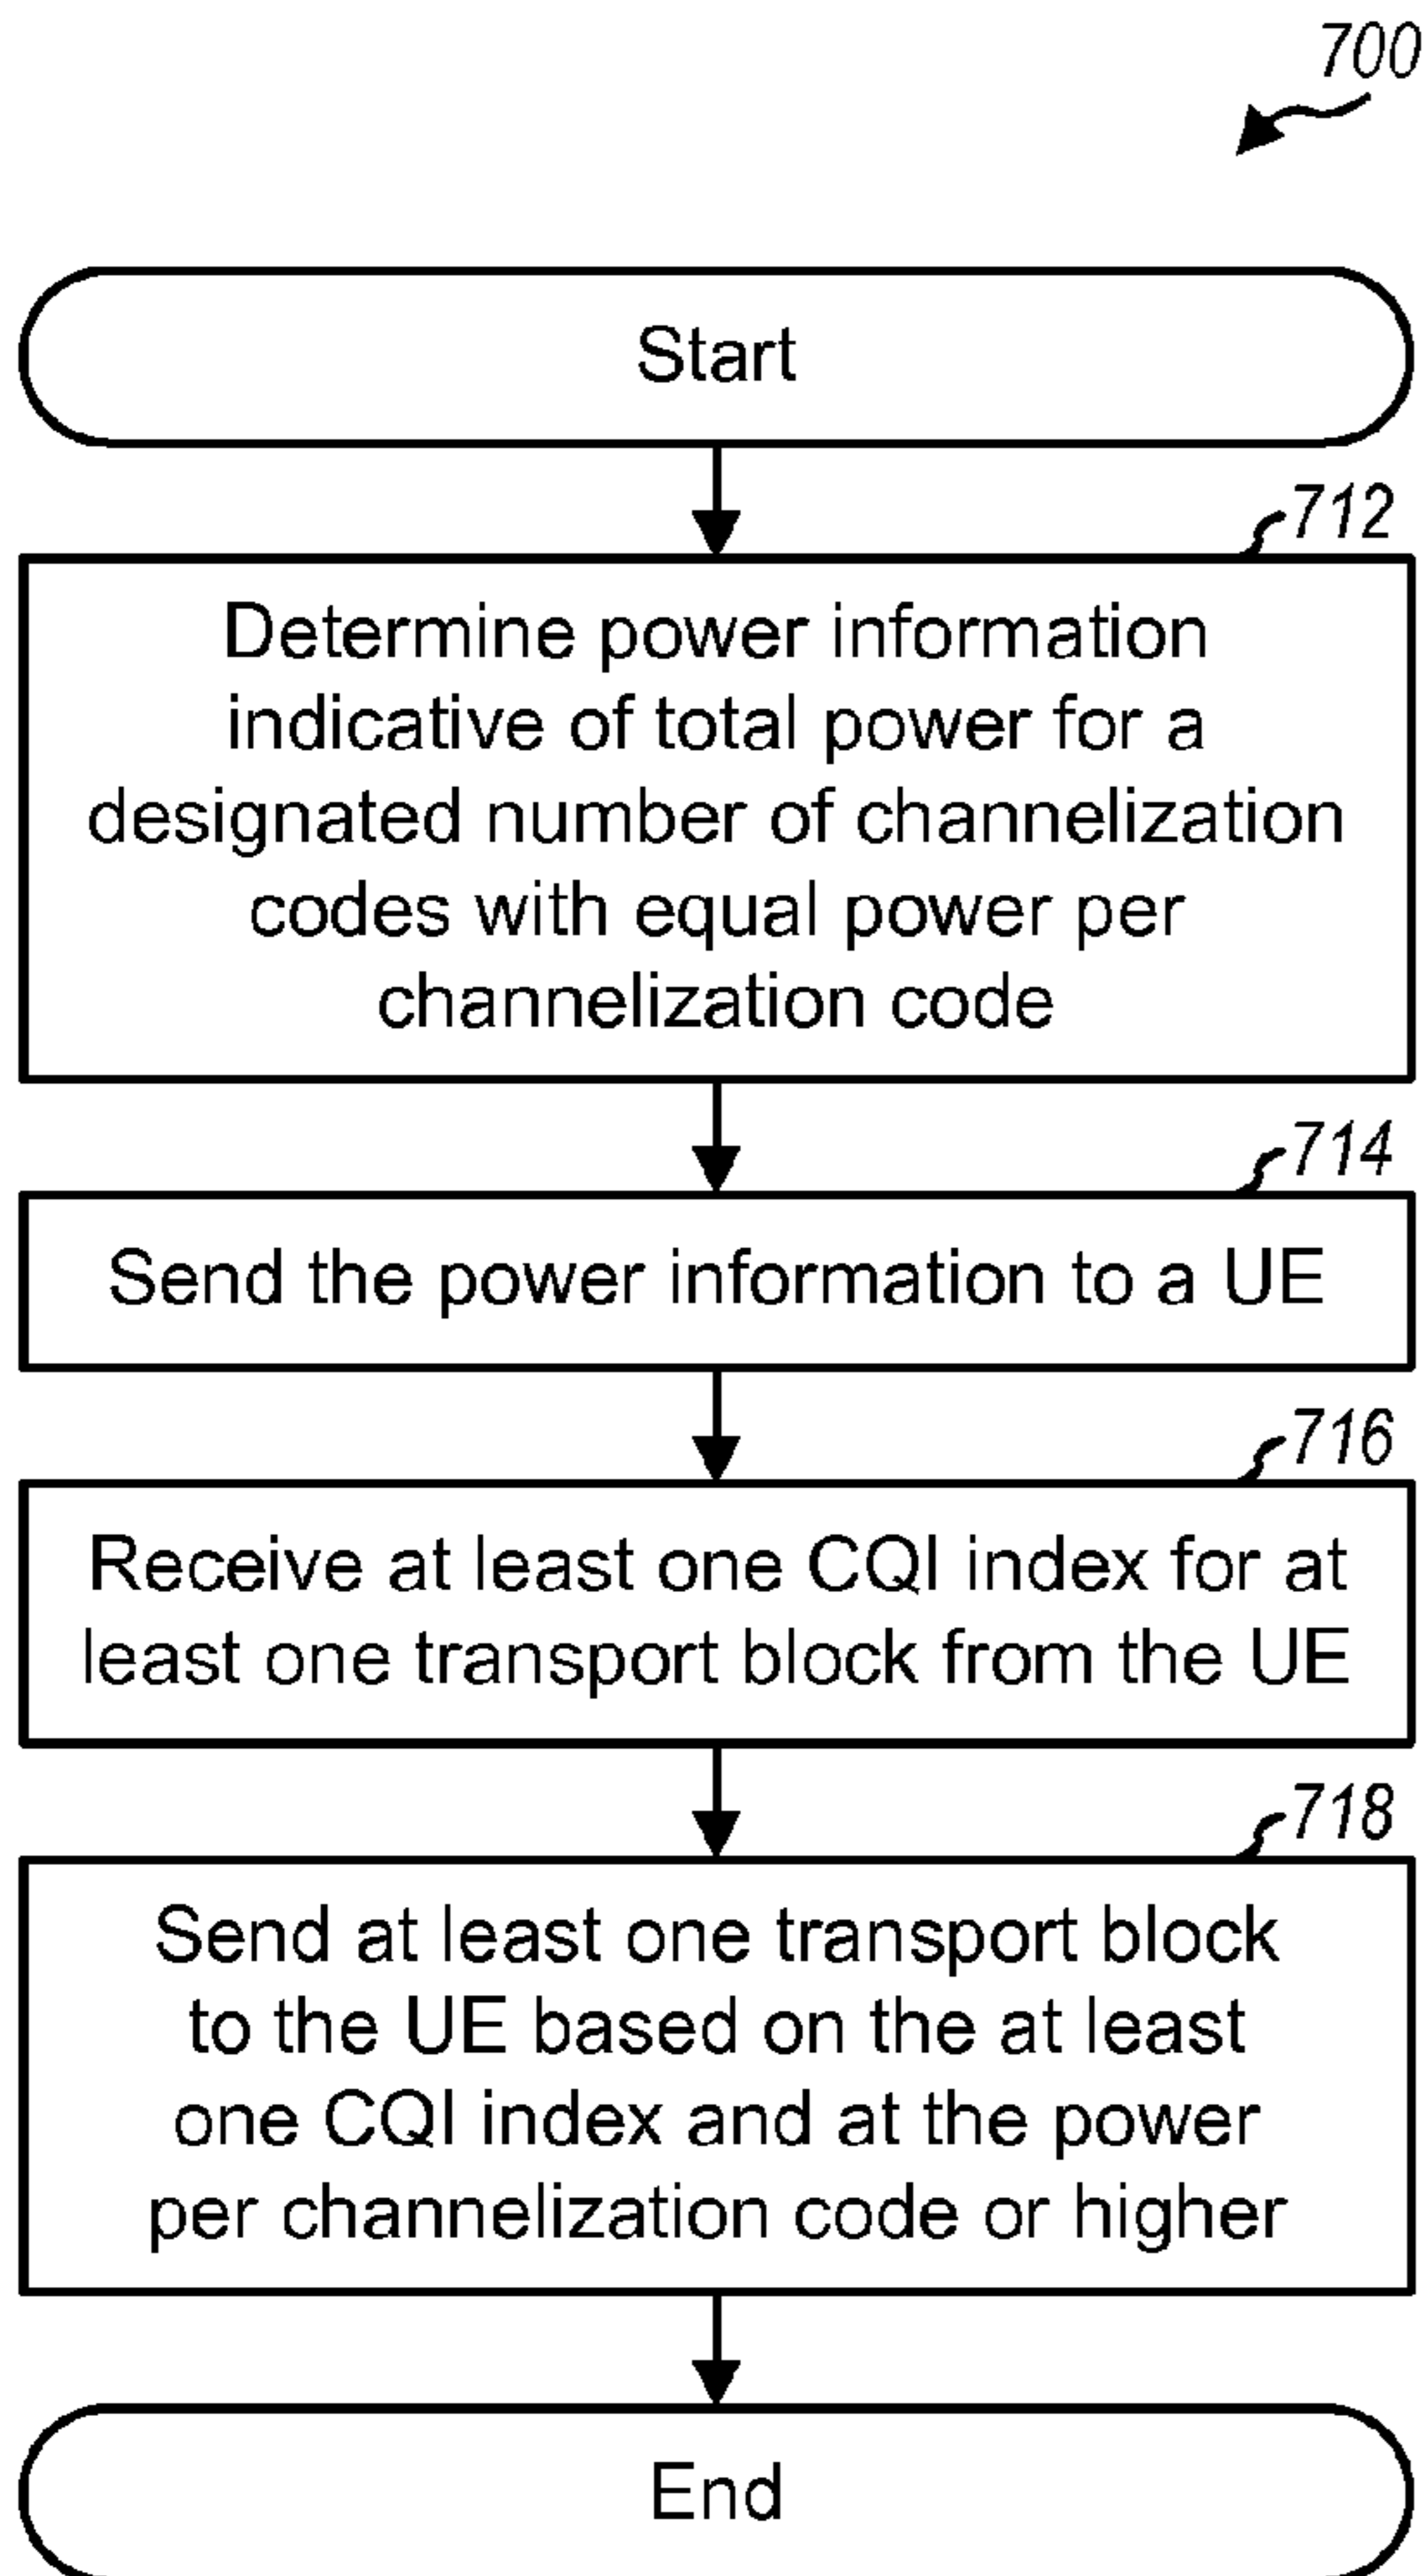 700
Start
712
Determine power information
indicative of total power for a
designated number of channelization
codes with equal power per
channelization code
714
Send the power information to a UE
716
Receive at least one CQI index for at
least one transport block from the UE
718
Send at least one transport block
to the UE based on the at least
one CQI index and at the power
per channelization code or higher
End